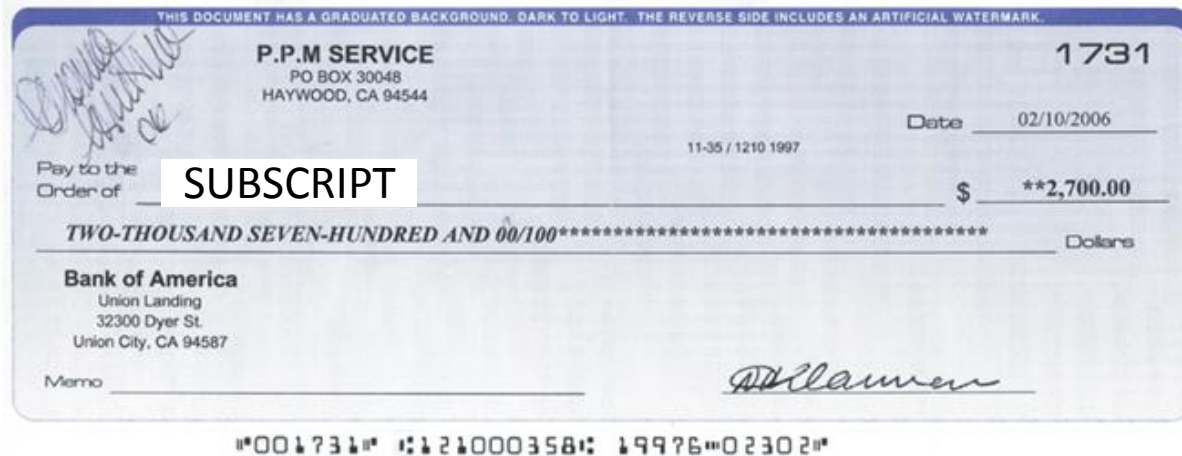 THIS DOCUMENT HAS A GRADUATED BACKGROUND. DARK TO LIGHT. THE REVERSE SIDE INCLUDES AN ARTIFICIAL WATERMARK.
P.P.M SERVICE
1731
PO BOX 30048
HAYWOOD, CA 94544
Date 02/10/2006
11-35 / 1210 1997
Pay to the
Order of SUBSCRIPT $ **2,700.00
TWO-THOUSAND SEVEN-HUNDRED AND 00/100*************************************** Dollars
Bank of America
Union Landing
32300 Dyer St.
Union City, CA 94587
Memo
⑈001731⑈ ⑆121000358⑆ 19976⑉02302⑈